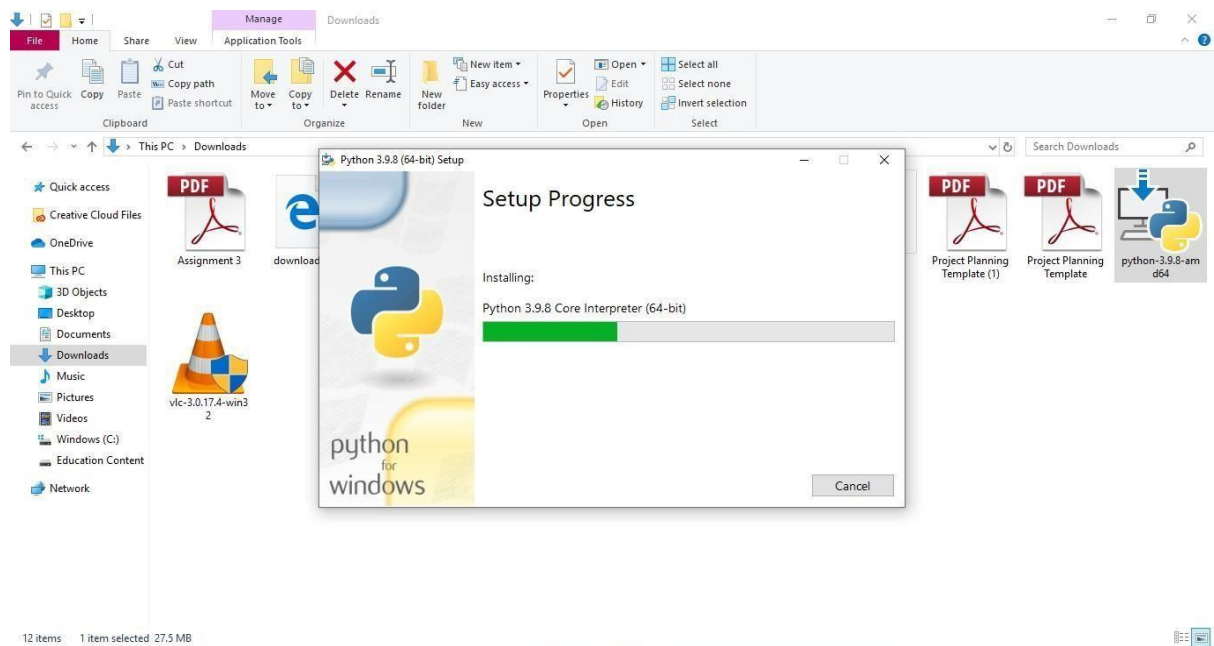 Manage
Downloads
File Home Share View Application Tools
Pin to Quick access
Copy
Paste
Cut
Copy path
Paste shortcut
Clipboard
Move to
Copy to
Delete
Rename
Organize
New folder
New item
Easy access
New
Properties
Open
Edit
History
Open
Select all
Select none
Invert selection
Select
This PC › Downloads
Search Downloads
Quick access
Creative Cloud Files
OneDrive
This PC
3D Objects
Desktop
Documents
Downloads
Music
Pictures
Videos
Windows (C:)
Education Content
Network
PDF
Assignment 3
download
vlc-3.0.17.4-win3
2
Python 3.9.8 (64-bit) Setup
Setup Progress
Installing:
Python 3.9.8 Core Interpreter (64-bit)
python
for
windows
Cancel
PDF
Project Planning
Template (1)
PDF
Project Planning
Template
python-3.9.8-am
d64
12 items 1 item selected 27.5 MB